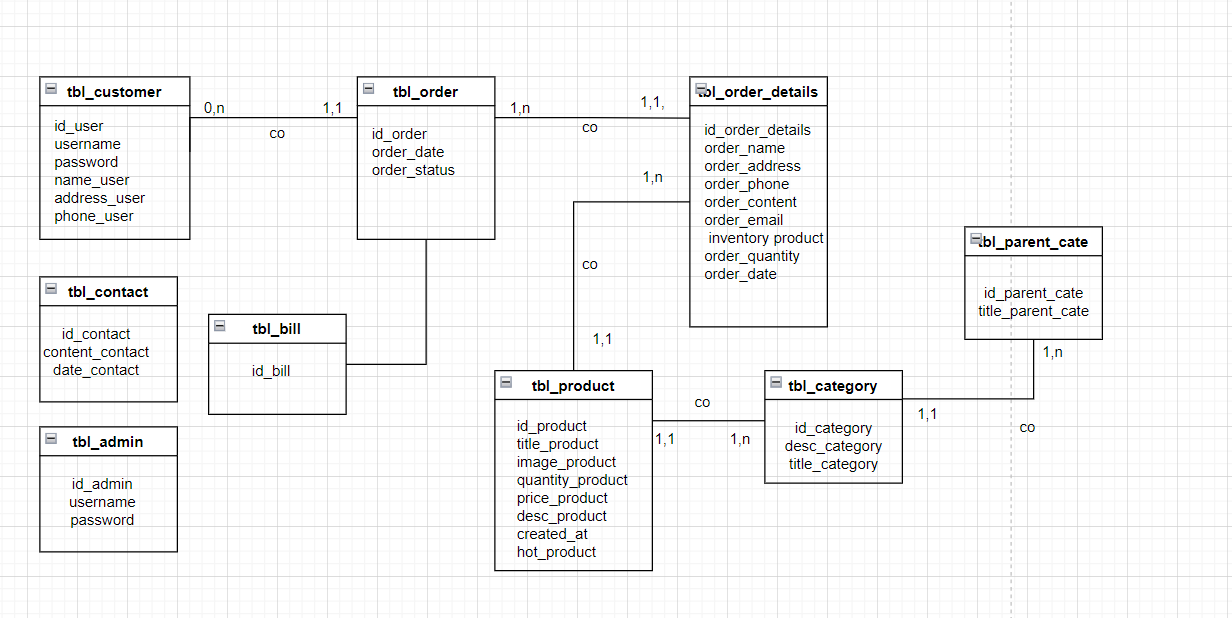 tbl_customer
id_user
username
password
name_user
address_user
phone_user
0,n
1,1
co
tbl_order
id_order
order_date
order_status
1,n
1,1,
co
tbl_order_details
id_order_details
order_name
order_address
order_phone
order_content
order_email
inventory product
order_quantity
order_date
1,n
co
1,1
tbl_parent_cate
id_parent_cate
title_parent_cate
1,n
co
1,1
tbl_contact
id_contact
content_contact
date_contact
tbl_bill
id_bill
tbl_product
id_product
title_product
image_product
quantity_product
price_product
desc_product
created_at
hot_product
co
1,1
1,n
tbl_category
id_category
desc_category
title_category
tbl_admin
id_admin
username
password